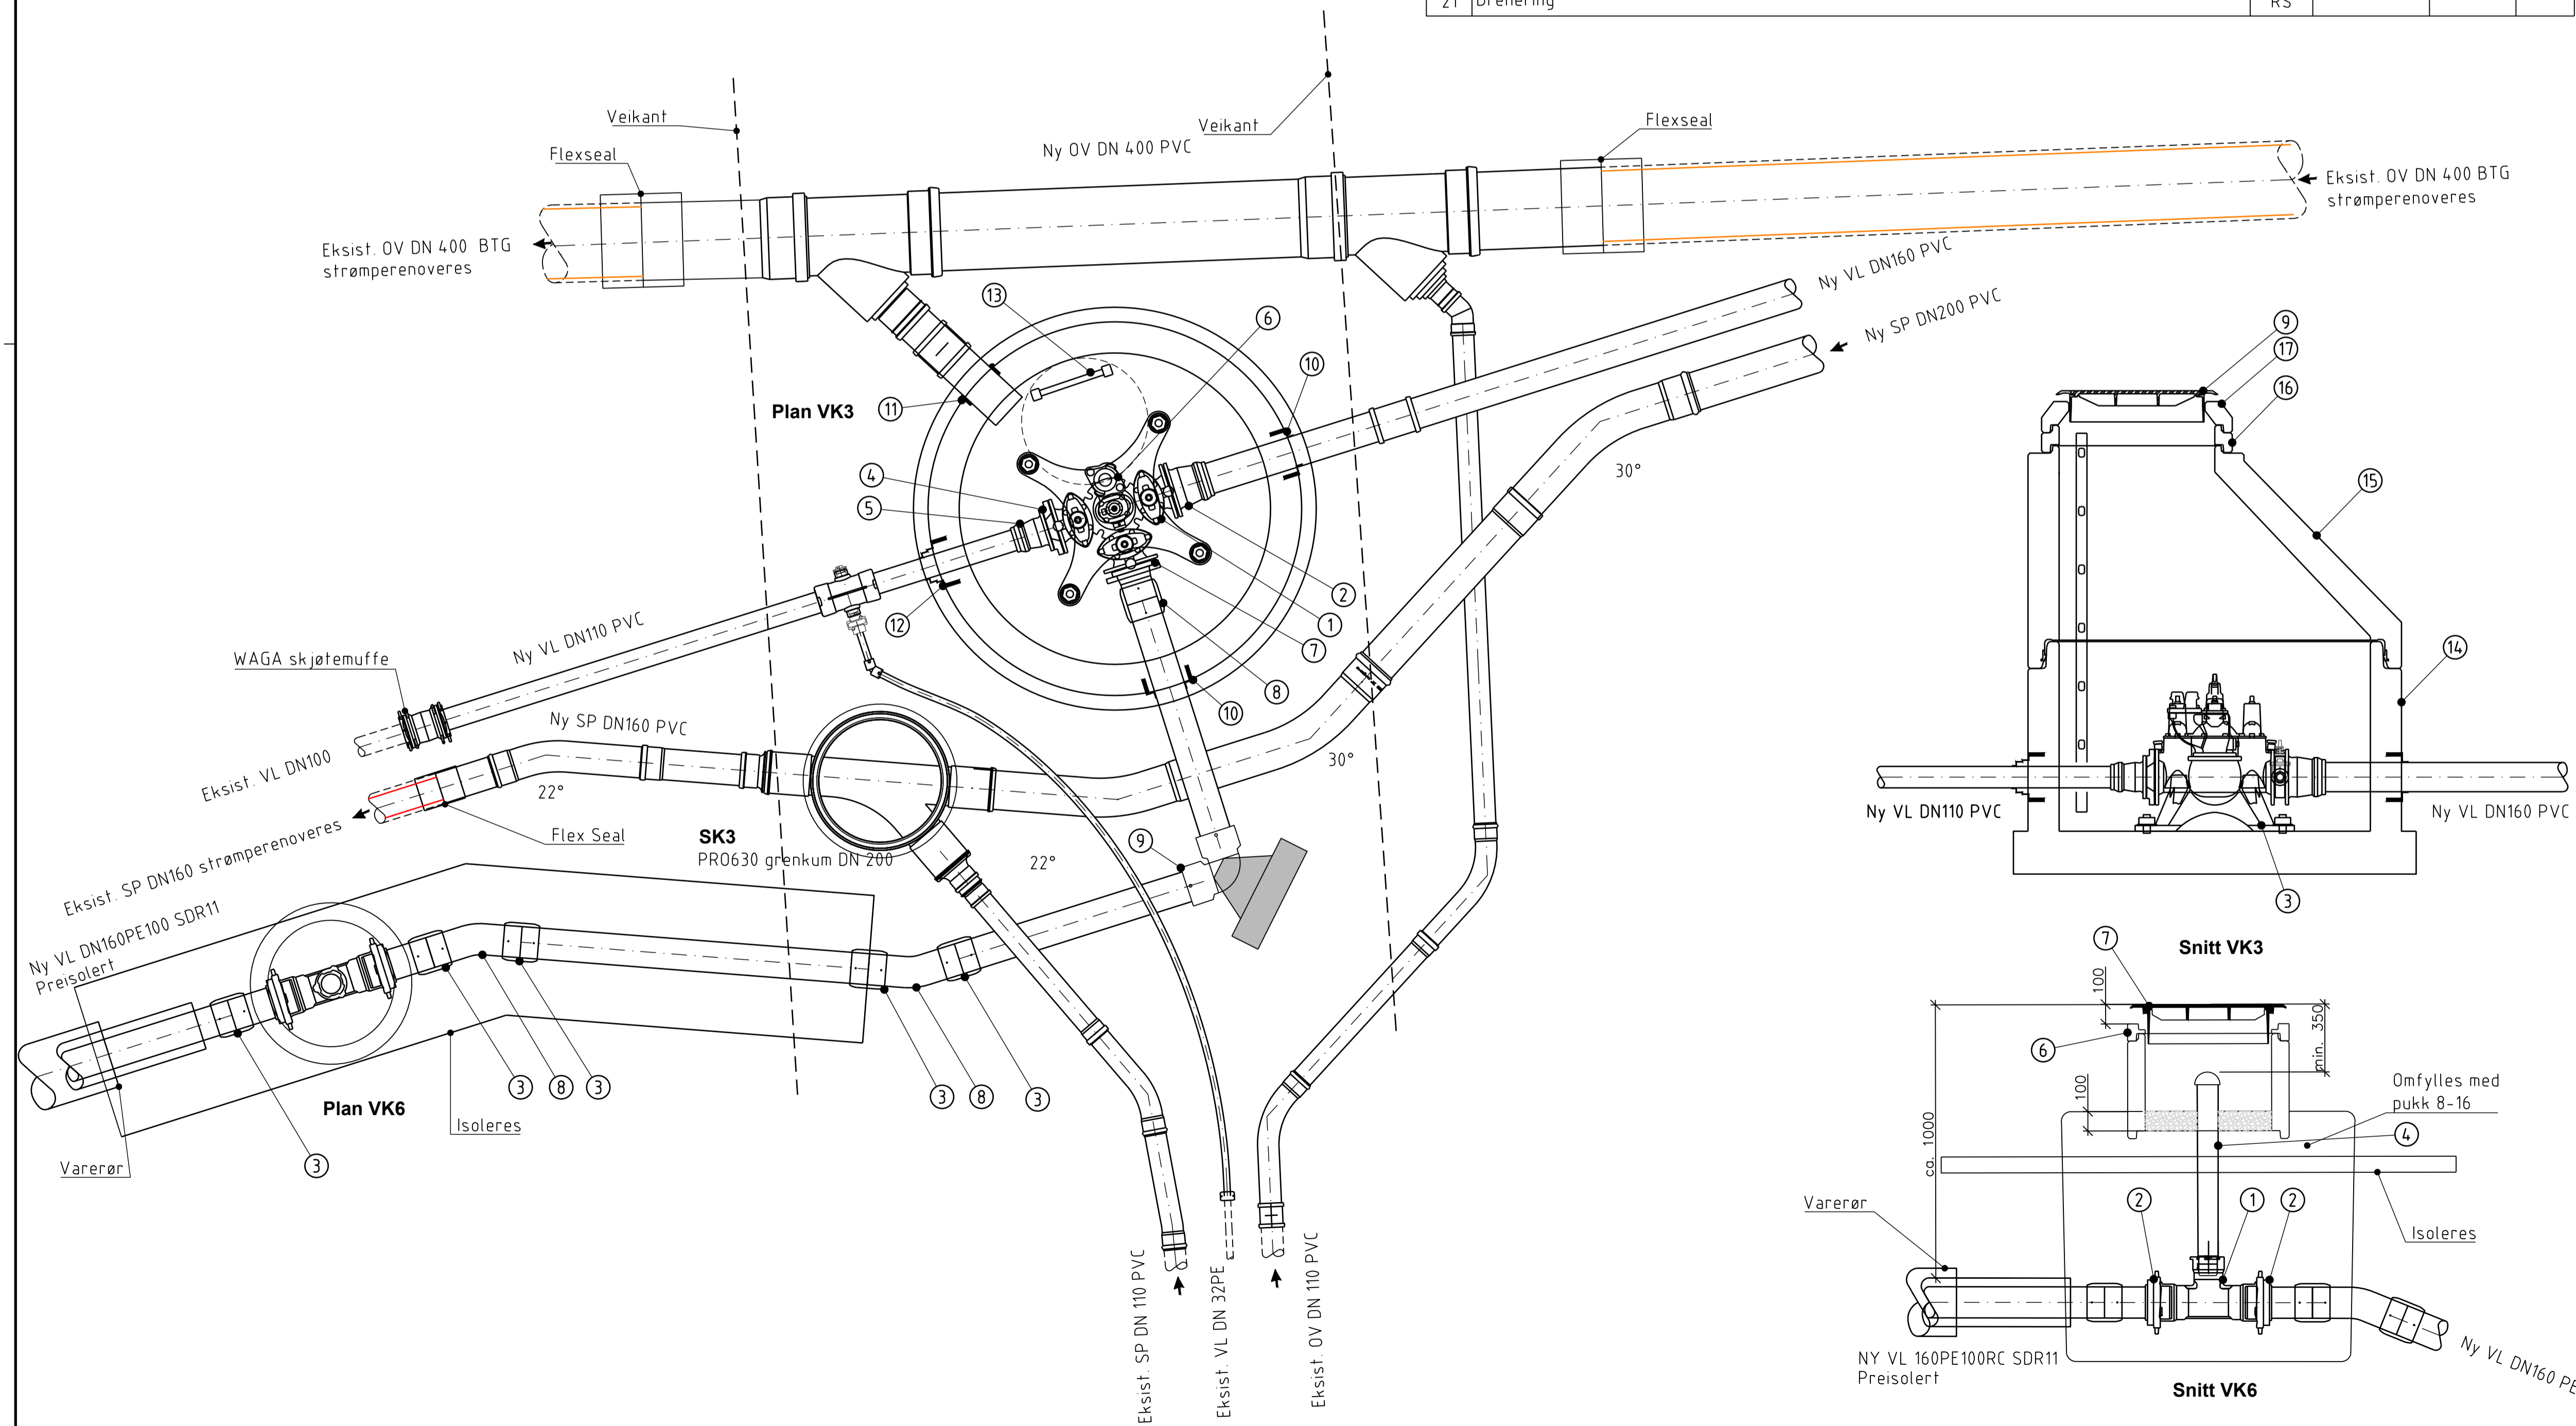 21 Drenering RS
Veikant
Veikant
Flexseal
Flexseal
Ny OV DN 400 PVC
Eksist. OV DN 400 BTG
strømperenoveres
Eksist. OV DN 400 BTG
strømperenoveres
Ny VL DN160 PVC
Ny SP DN200 PVC
13
6
10
Plan VK3
11
4
5
30°
2
1
7
8
10
12
Ny VL DN110 PVC
WAGA skjøtemuffe
Ny SP DN160 PVC
Eksist. VL DN100
22°
30°
Flex Seal
SK3
PRO630 grenkum DN 200
22°
9
Eksist. SP DN160 strømperenoveres
Ny VL DN160PE100 SDR11
Preisolert
3
8
3
3
8
3
3
Plan VK6
Isoleres
Varerør
Eksist. SP DN 110 PVC
Eksist. VL DN 32PE
Eksist. OV DN 110 PVC
9
17
16
15
14
Ny VL DN110 PVC
Ny VL DN160 PVC
3
Snitt VK3
7
100
min. 350
6
100
ca. 1000
Omfylles med
pukk 8-16
4
Varerør
2
1
2
Isoleres
NY VL 160PE100RC SDR11
Preisolert
Ny VL DN160 PE
Snitt VK6